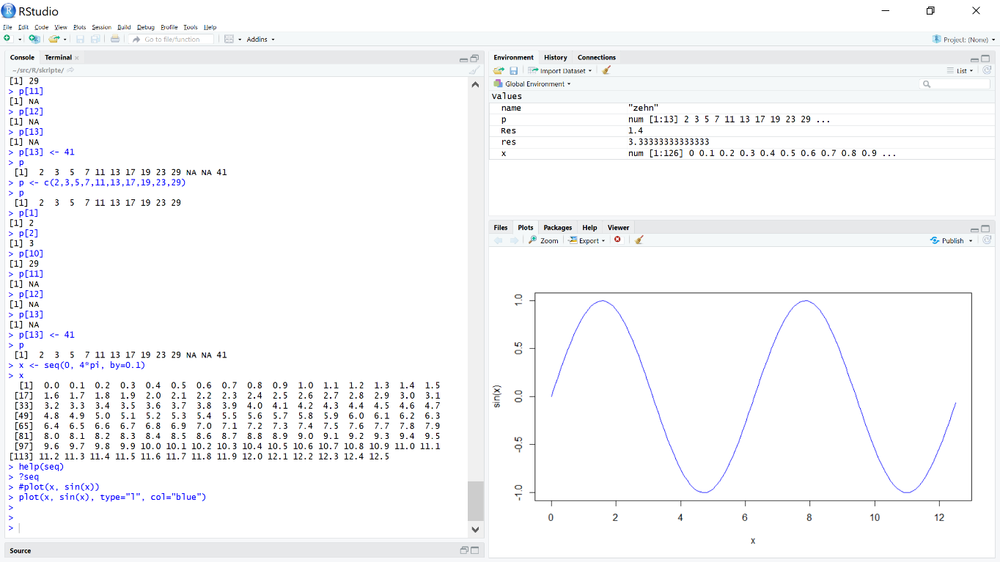 RStudio
File Edit Code View Plots Session Build Debug Profile Tools Help
Go to file/function Addins Project: (None)
Console Terminal
~/src/R/skripte/
[1] 29
> p[11]
[1] NA
> p[12]
[1] NA
> p[13]
[1] NA
> p[13] <- 41
> p
[1] 2 3 5 7 11 13 17 19 23 29 NA NA 41
> p <- c(2,3,5,7,11,13,17,19,23,29)
> p
[1] 2 3 5 7 11 13 17 19 23 29
> p[1]
[1] 2
> p[2]
[1] 3
> p[10]
[1] 29
> p[11]
[1] NA
> p[12]
[1] NA
> p[13]
[1] NA
> p[13] <- 41
> p
[1] 2 3 5 7 11 13 17 19 23 29 NA NA 41
> x <- seq(0, 4*pi, by=0.1)
> x
[1] 0.0 0.1 0.2 0.3 0.4 0.5 0.6 0.7 0.8 0.9 1.0 1.1 1.2 1.3 1.4 1.5
[17] 1.6 1.7 1.8 1.9 2.0 2.1 2.2 2.3 2.4 2.5 2.6 2.7 2.8 2.9 3.0 3.1
[33] 3.2 3.3 3.4 3.5 3.6 3.7 3.8 3.9 4.0 4.1 4.2 4.3 4.4 4.5 4.6 4.7
[49] 4.8 4.9 5.0 5.1 5.2 5.3 5.4 5.5 5.6 5.7 5.8 5.9 6.0 6.1 6.2 6.3
[65] 6.4 6.5 6.6 6.7 6.8 6.9 7.0 7.1 7.2 7.3 7.4 7.5 7.6 7.7 7.8 7.9
[81] 8.0 8.1 8.2 8.3 8.4 8.5 8.6 8.7 8.8 8.9 9.0 9.1 9.2 9.3 9.4 9.5
[97] 9.6 9.7 9.8 9.9 10.0 10.1 10.2 10.3 10.4 10.5 10.6 10.7 10.8 10.9 11.0 11.1
[113] 11.2 11.3 11.4 11.5 11.6 11.7 11.8 11.9 12.0 12.1 12.2 12.3 12.4 12.5
> help(seq)
> ?seq
> #plot(x, sin(x))
> plot(x, sin(x), type="l", col="blue")
>
>
>
Source
Environment History Connections
Import Dataset List
Global Environment
Values
name "zehn"
p num [1:13] 2 3 5 7 11 13 17 19 23 29 ...
Res 1.4
res 3.33333333333333
x num [1:126] 0 0.1 0.2 0.3 0.4 0.5 0.6 0.7 0.8 0.9 ...
Files Plots Packages Help Viewer
Zoom Export Publish
1.0
0.5
0.0
-0.5
-1.0
sin(x)
0 2 4 6 8 10 12
x